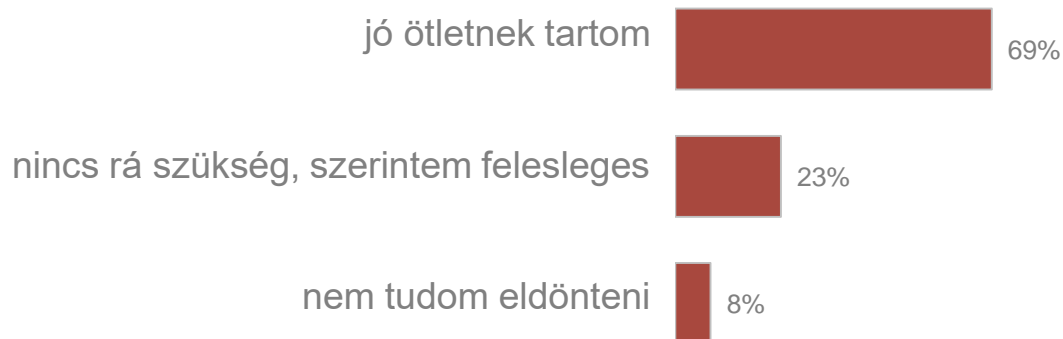 jó ötletnek tartom
69%
nincs rá szükség, szerintem felesleges
23%
nem tudom eldönteni
8%